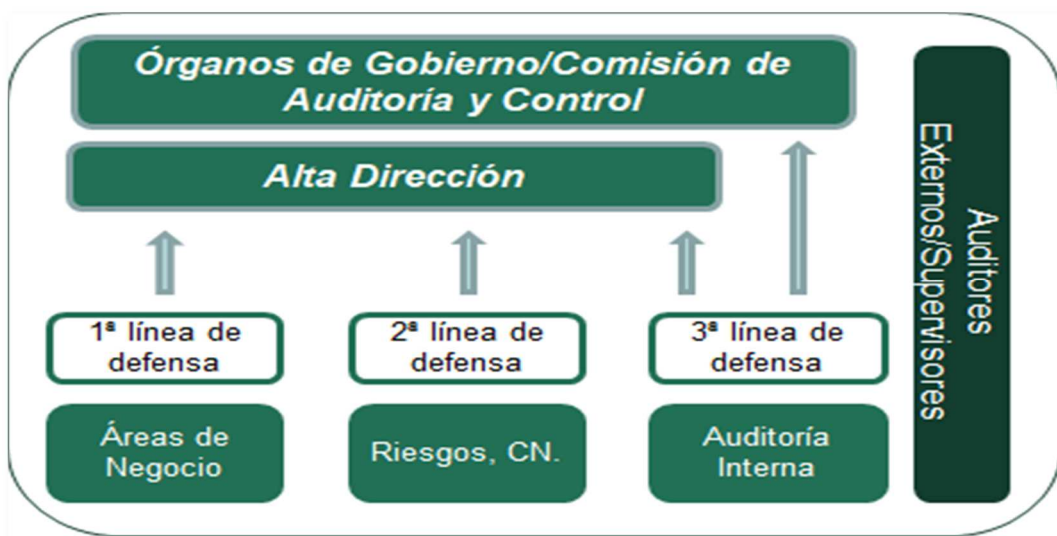 Órganos de Gobierno/Comisión de
Auditoría y Control
Alta Dirección
1ª línea de
defensa
2ª línea de
defensa
3ª línea de
defensa
Áreas de
Negocio
Riesgos, CN.
Auditoría
Interna
Auditores
Externos/Supervisores